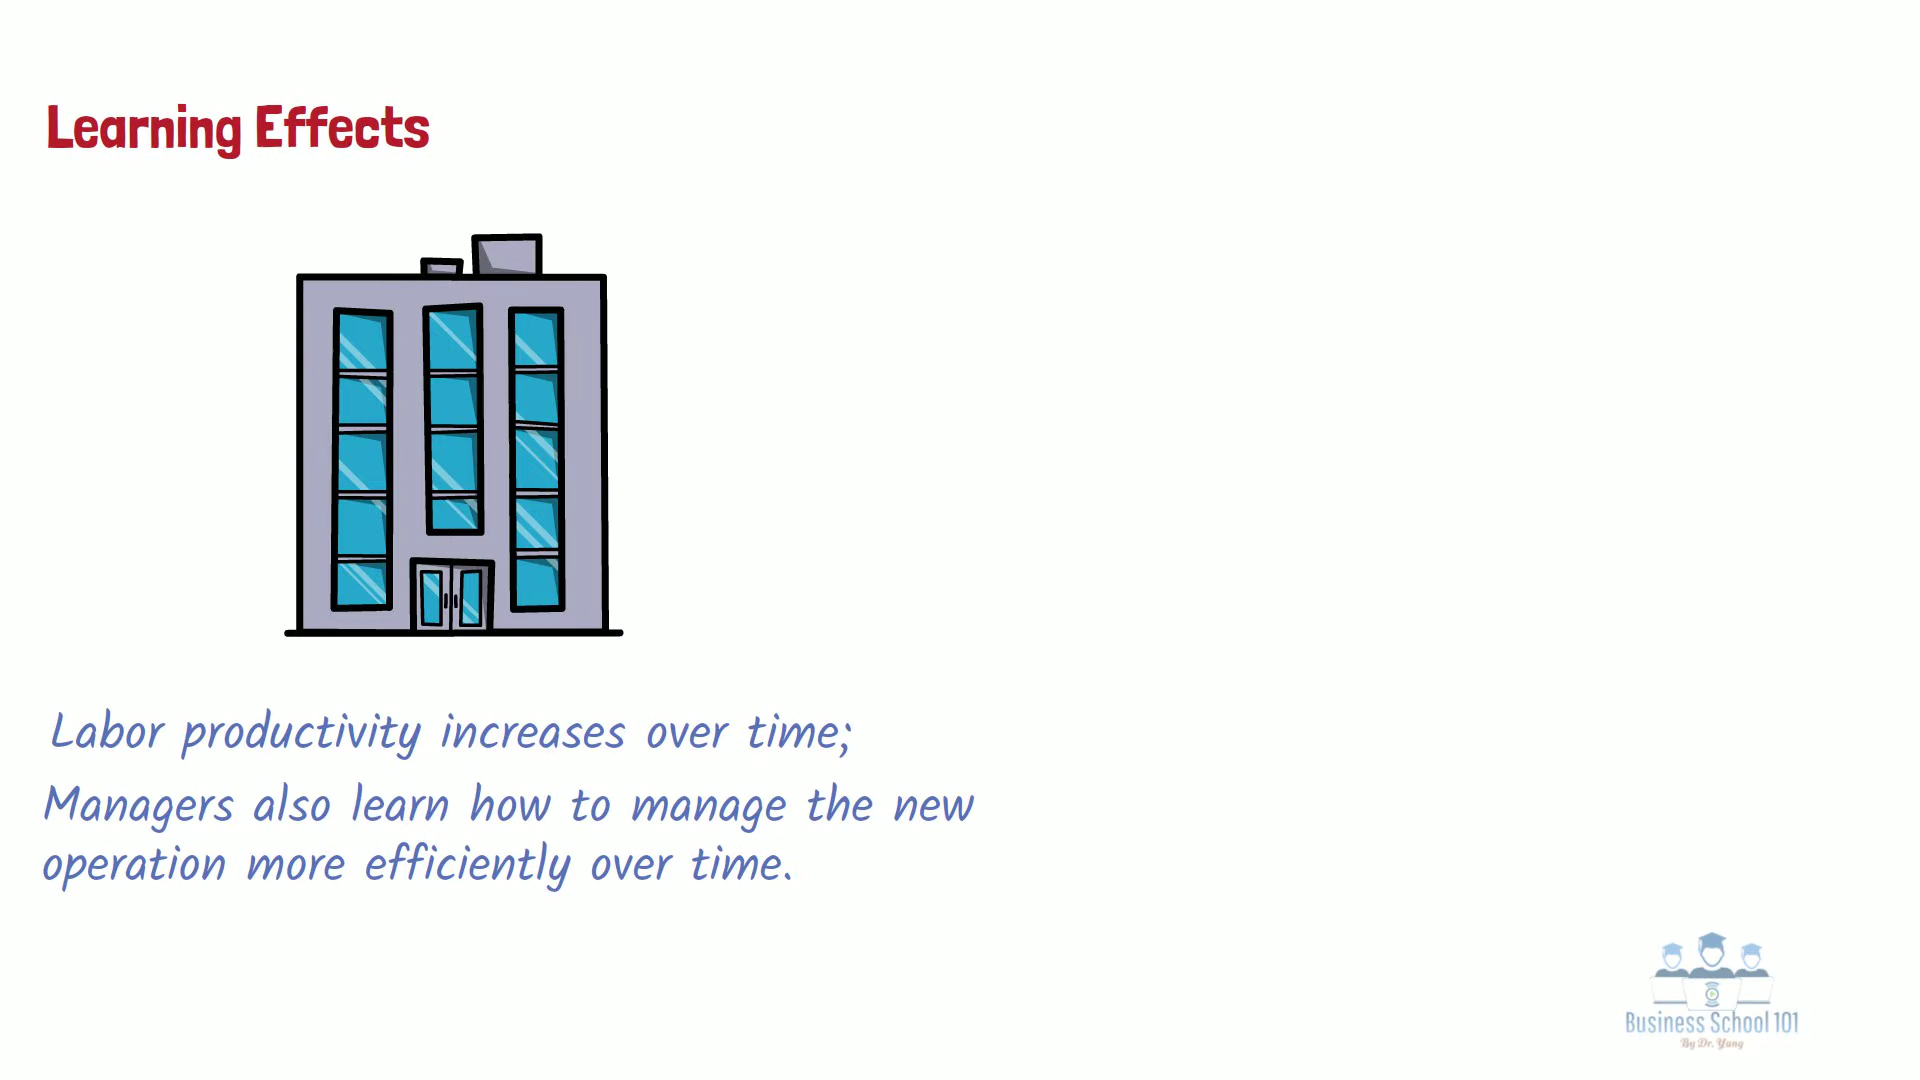 Learning Effects
Labor productivity increases over time;
Managers also learn how to manage the new
operation more efficiently over time.
Business School 101
By Dr. Yang